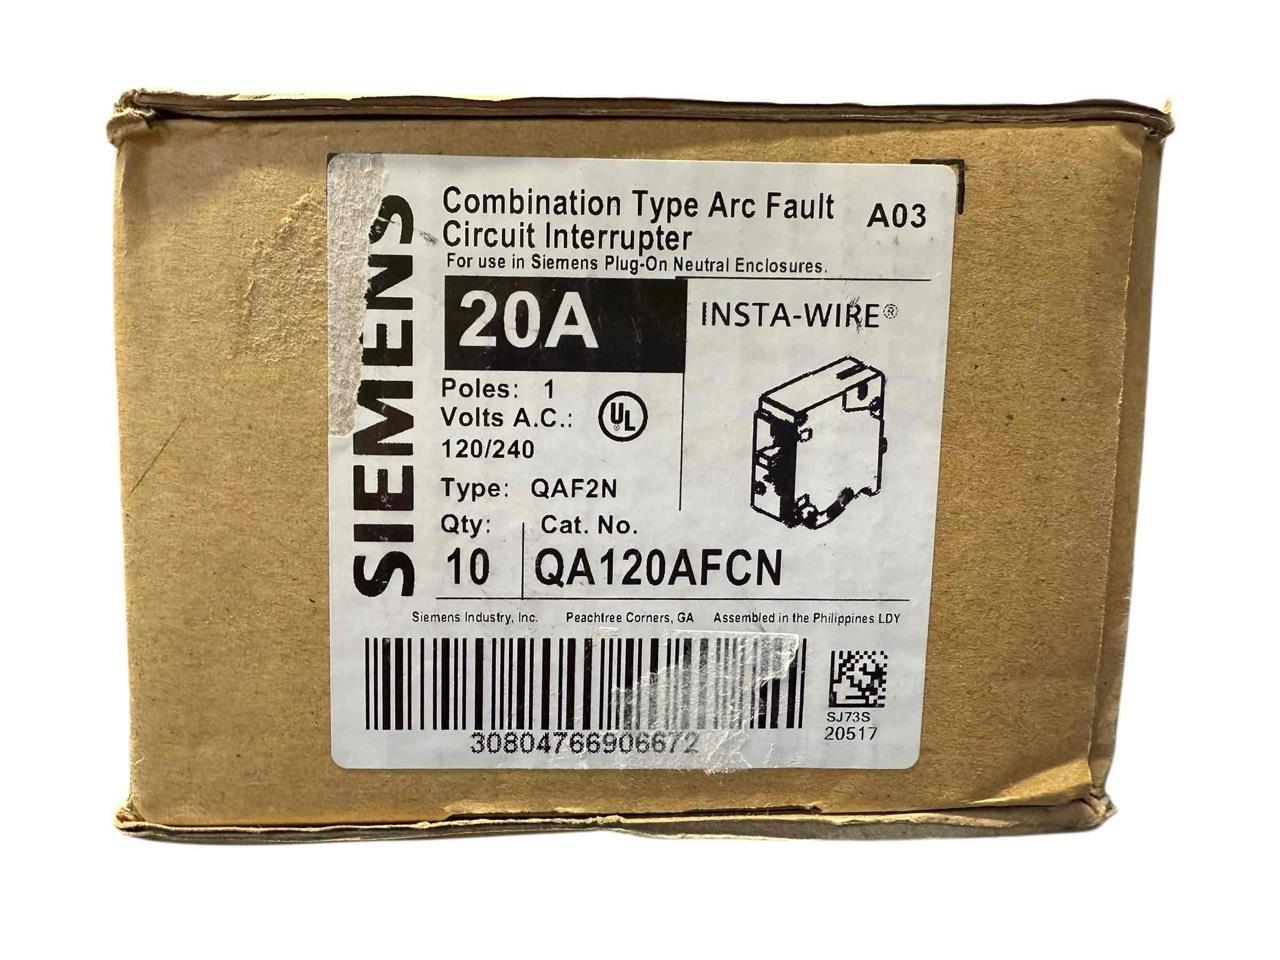 SIEMENS
Combination Type Arc Fault
Circuit Interrupter
A03
For use in Siemens Plug-On Neutral Enclosures.
20A
INSTA-WIRE®
Poles: 1
Volts A.C.:
120/240
UL
Type: QAF2N
Qty: Cat. No.
10 QA120AFCN
Siemens Industry, Inc. Peachtree Corners, GA Assembled in the Philippines LDY
30804766906672
SJ73S
20517